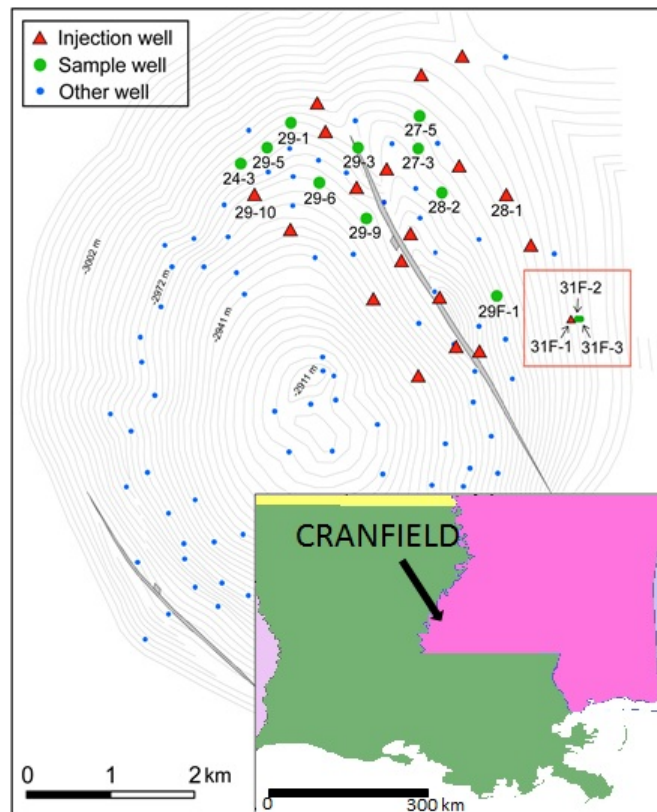 Injection well
Sample well
Other well
27-5
29-1
29-5
29-3
27-3
24-3
29-6
28-2
29-10
28-1
29-9
-3002 m
-2972 m
-2941 m
-2911 m
29F-1
31F-2
31F-1
31F-3
CRANFIELD
0 1 2 km
0 300 km